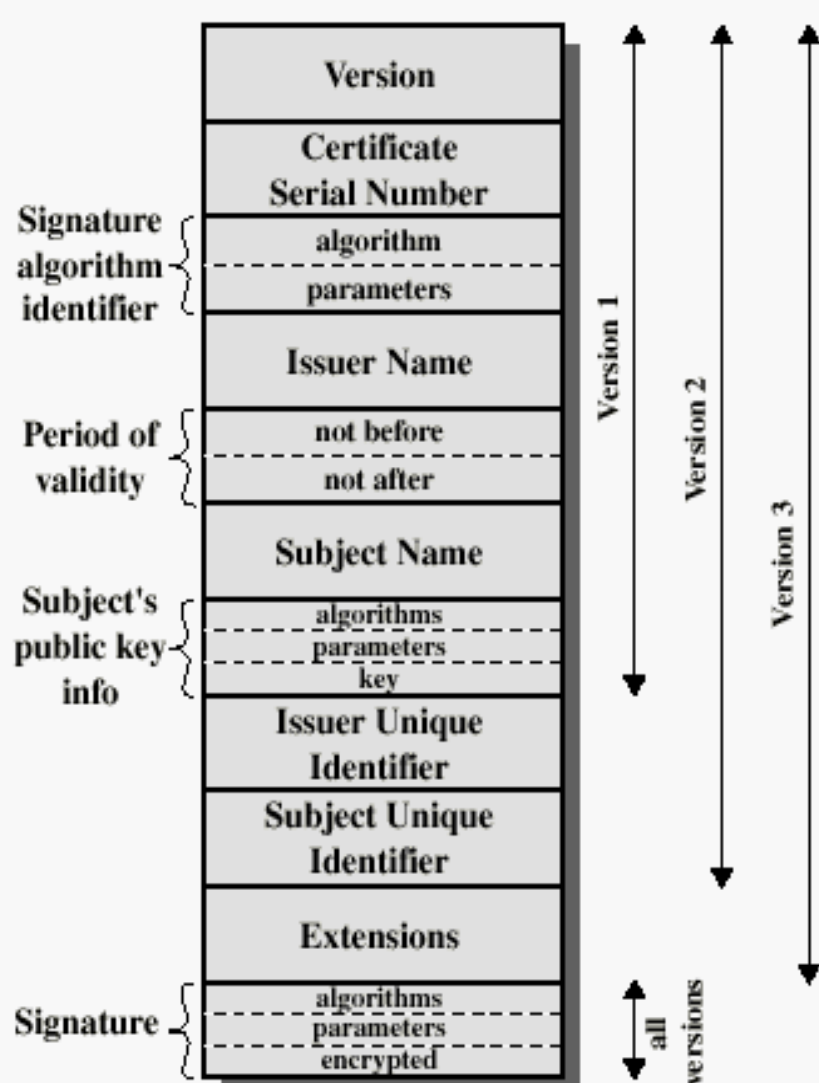 Version
Certificate
Serial Number
Signature
algorithm
identifier
algorithm
parameters
Issuer Name
Period of
validity
not before
not after
Subject Name
Subject's
public key
info
algorithms
parameters
key
Issuer Unique
Identifier
Subject Unique
Identifier
Extensions
Signature
algorithms
parameters
encrypted
Version 1
Version 2
Version 3
all
versions